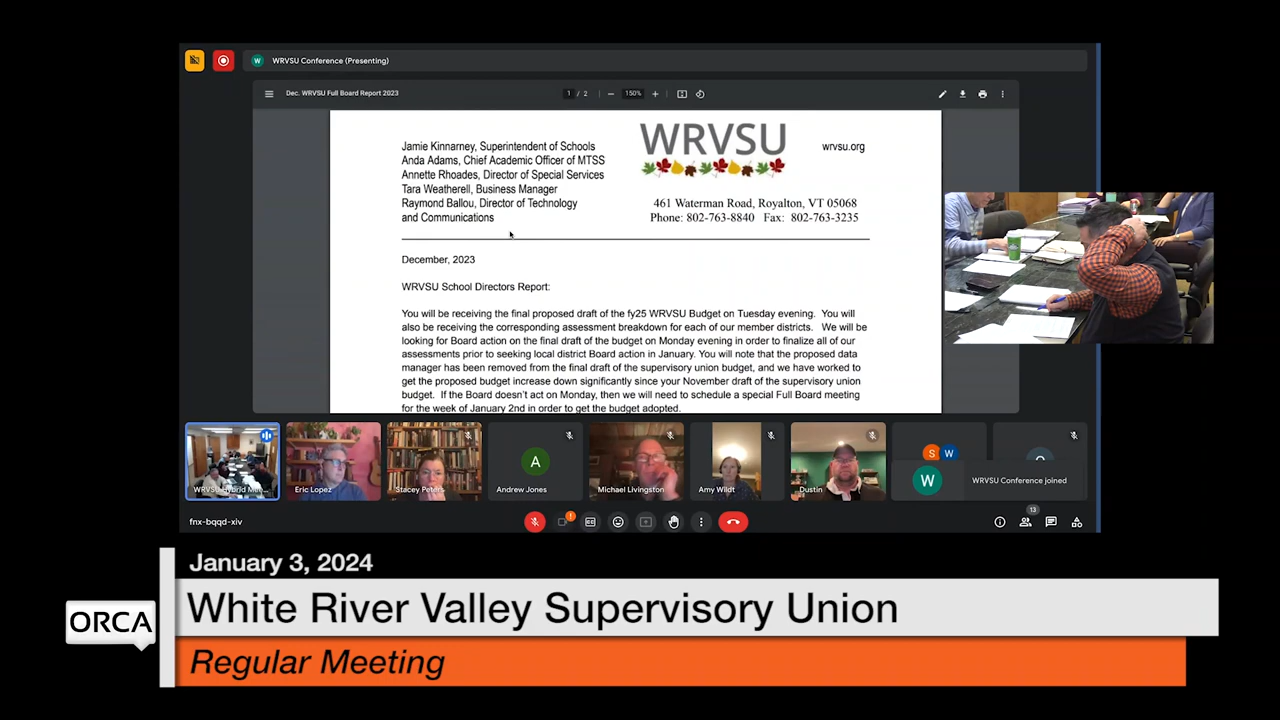 W WRVSU Conference (Presenting)
Dec. WRVSU Full Board Report 2023
1 / 2
150%
Jamie Kinnarney, Superintendent of Schools
Anda Adams, Chief Academic Officer of MTSS
Annette Rhoades, Director of Special Services
Tara Weatherell, Business Manager
Raymond Ballou, Director of Technology
and Communications
WRVSU
wrvsu.org
461 Waterman Road, Royalton, VT 05068
Phone: 802-763-8840 Fax: 802-763-3235
December, 2023
WRVSU School Directors Report:
You will be receiving the final proposed draft of the fy25 WRVSU Budget on Tuesday evening. You will
also be receiving the corresponding assessment breakdown for each of our member districts. We will be
looking for Board action on the final draft of the budget on Monday evening in order to finalize all of our
assessments prior to seeking local district Board action in January. You will note that the proposed data
manager has been removed from the final draft of the supervisory union budget, and we have worked to
get the proposed budget increase down significantly since your November draft of the supervisory union
budget. If the Board doesn't act on Monday, then we will need to schedule a special Full Board meeting
for the week of January 2nd in order to get the budget adopted.
WRVSU Hybrid Mee...
Eric Lopez
Stacey Peters
A
Andrew Jones
Michael Livingston
Amy Wildt
Dustin
S W
W
WRVSU Conference joined
fnx-bqqd-xiv
13
January 3, 2024
ORCA
White River Valley Supervisory Union
Regular Meeting